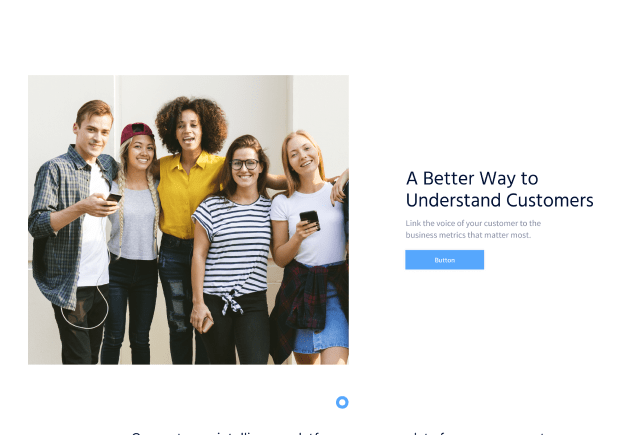 A Better Way to
Understand Customers
Link the voice of your customer to the
business metrics that matter most.
Button